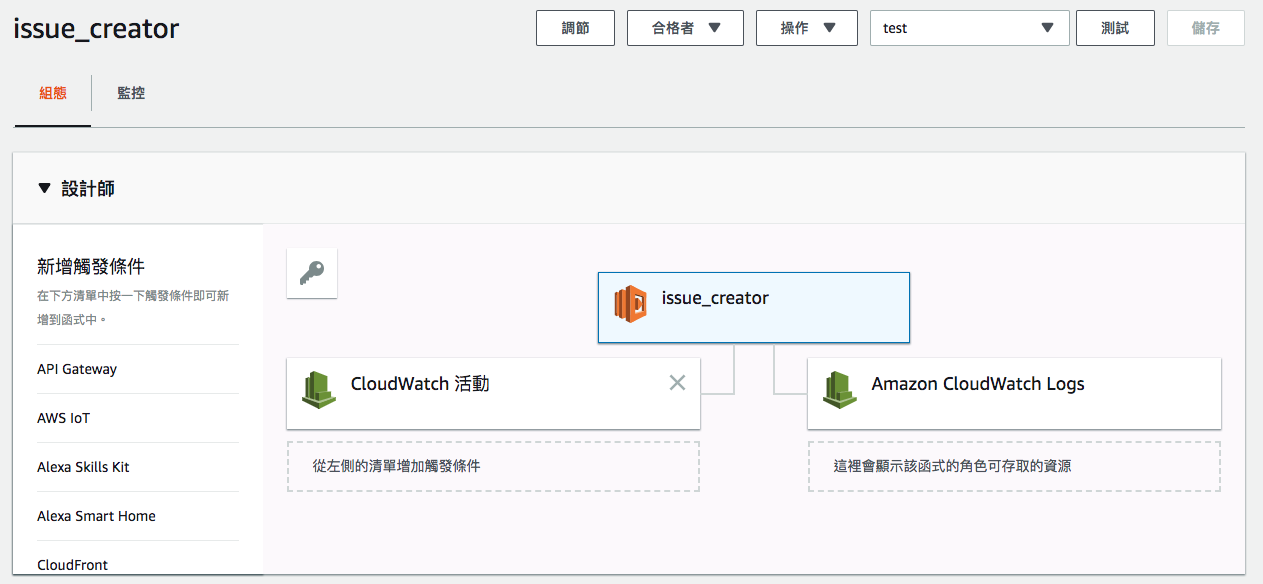 issue_creator
調節
合格者
操作
test
測試
儲存
組態
監控
設計師
新增觸發條件
在下方清單中按一下觸發條件即可新
增到函式中。
API Gateway
AWS IoT
Alexa Skills Kit
Alexa Smart Home
CloudFront
issue_creator
CloudWatch 活動
Amazon CloudWatch Logs
從左側的清單增加觸發條件
這裡會顯示該函式的角色可存取的資源